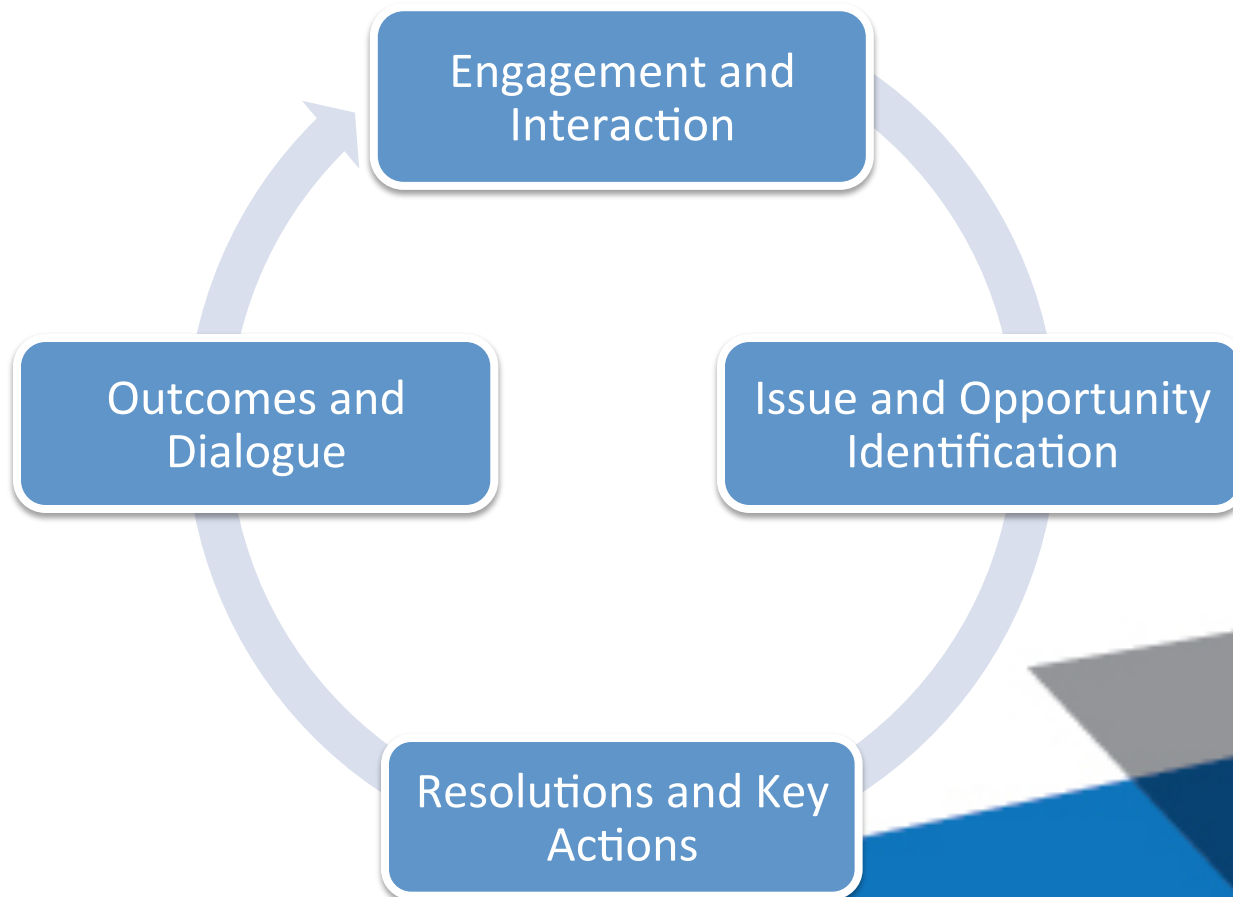 Engagement and
Interaction
Issue and Opportunity
Identification
Resolutions and Key
Actions
Outcomes and
Dialogue